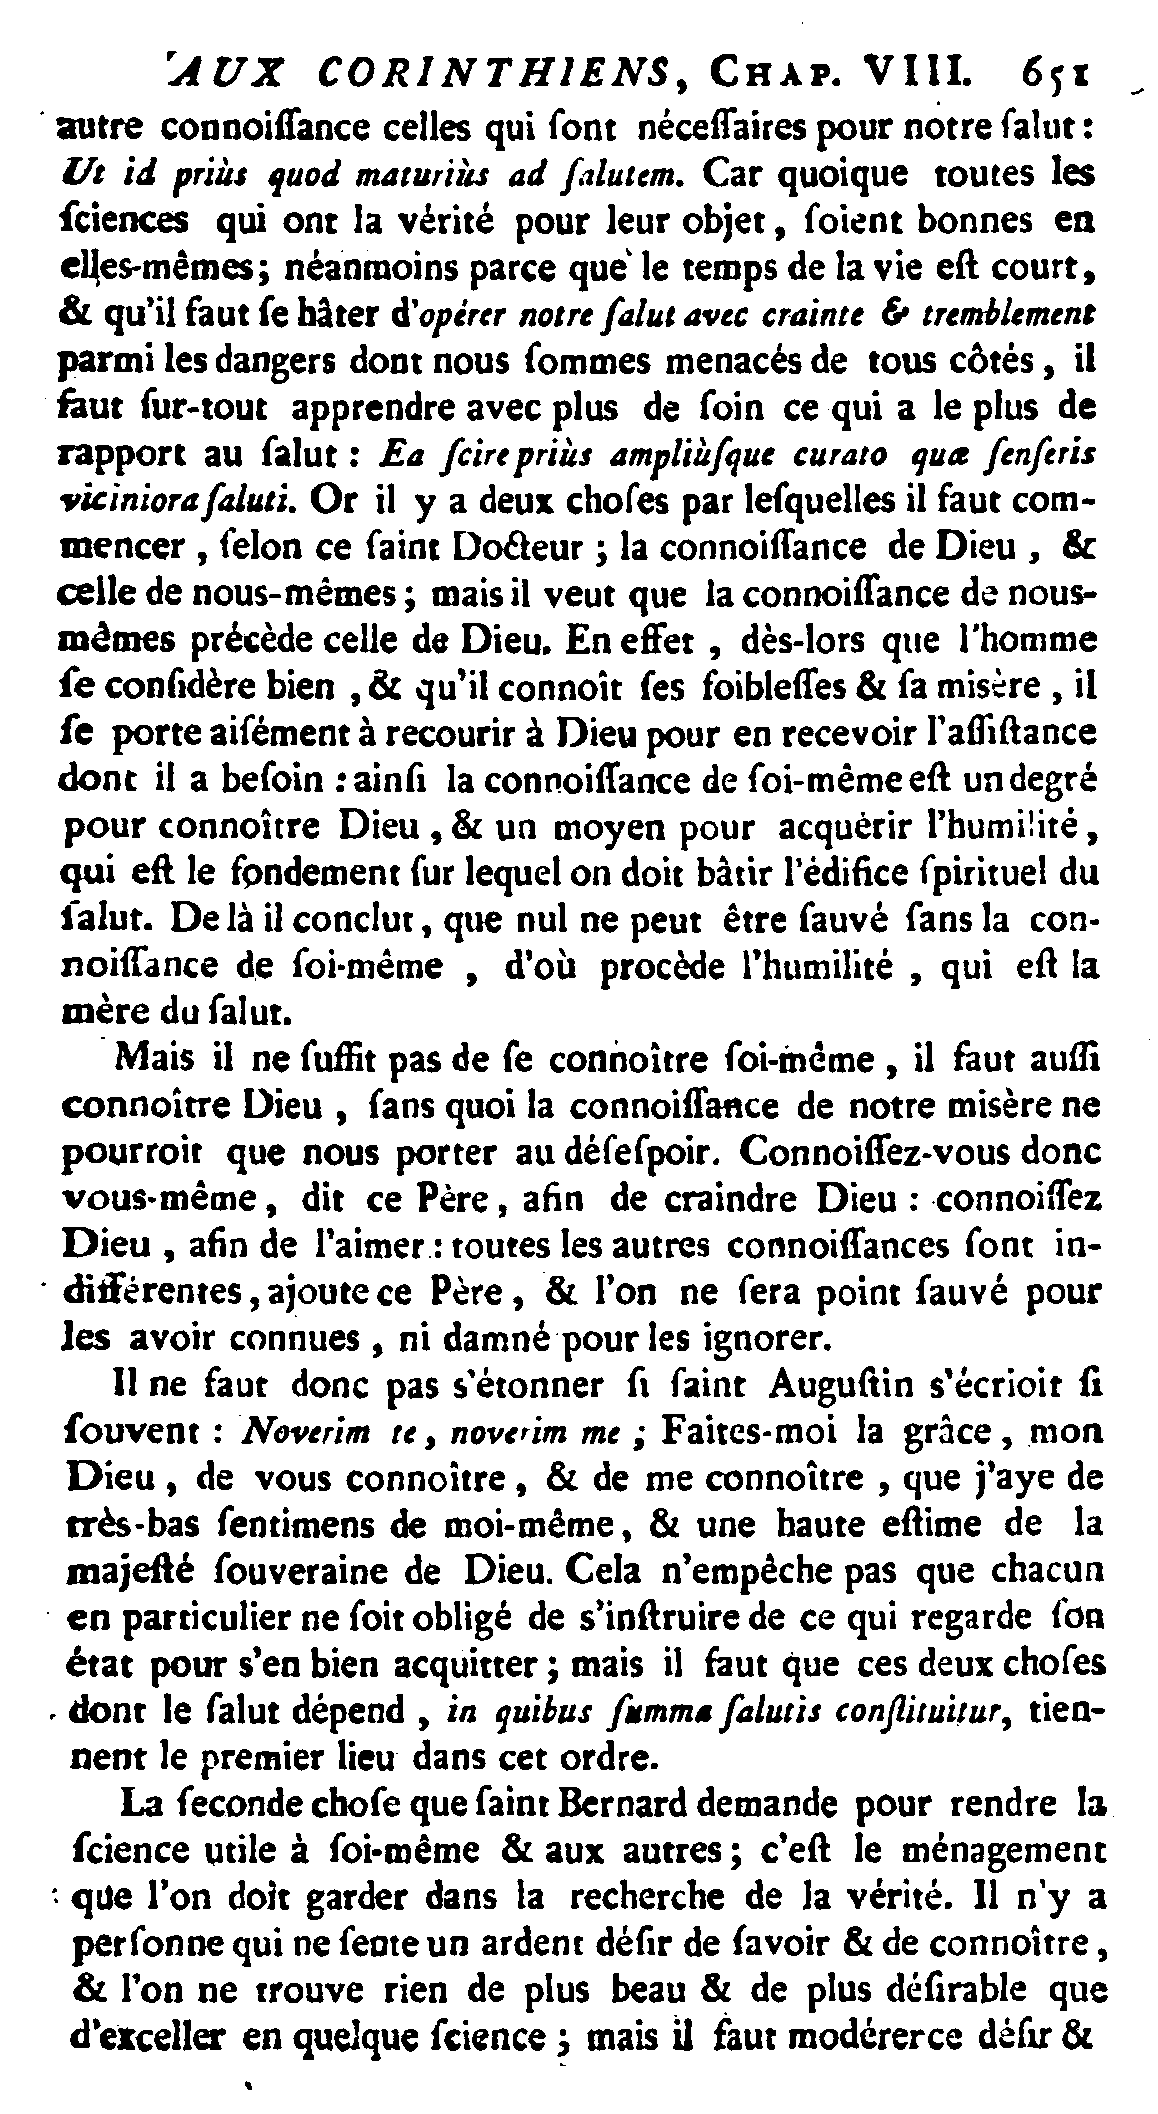 AUX CORINTHIENS, CHAP. VIII. 651
autre connoiſſance celles qui ſont néceſſaires pour notre ſalut :
Ut id priùs quod maturiùs ad ſalutem. Car quoique toutes les
ſciences qui ont la vérité pour leur objet, ſoient bonnes en
elles-mêmes; néanmoins parce que le temps de la vie eſt court,
& qu'il faut ſe hâter d'opérer notre ſalut avec crainte & tremblement
parmi les dangers dont nous ſommes menacés de tous côtés, il
faut ſur-tout apprendre avec plus de ſoin ce qui a le plus de
rapport au ſalut : Ea ſcire priùs ampliùſque curato quæ ſenſeris
viciniora ſaluti. Or il y a deux choſes par leſquelles il faut com-
mencer, ſelon ce ſaint Docteur ; la connoiſſance de Dieu, &
celle de nous-mêmes ; mais il veut que la connoiſſance de nous-
mêmes précède celle de Dieu. En effet, dès-lors que l'homme
ſe conſidère bien, & qu'il connoît ſes foibleſſes & ſa misère, il
ſe porte aiſément à recourir à Dieu pour en recevoir l'aſſiſtance
dont il a beſoin : ainſi la connoiſſance de ſoi-même eſt un degré
pour connoître Dieu, & un moyen pour acquérir l'humilité,
qui eſt le fondement ſur lequel on doit bâtir l'édifice ſpirituel du
ſalut. De là il conclut, que nul ne peut être ſauvé ſans la con-
noiſſance de ſoi-même, d'où procède l'humilité, qui eſt la
mère du ſalut.
Mais il ne ſuffit pas de ſe connoître ſoi-même, il faut auſſi
connoître Dieu, ſans quoi la connoiſſance de notre misère ne
pourroit que nous porter au déſeſpoir. Connoiſſez-vous donc
vous-même, dit ce Père, afin de craindre Dieu : connoiſſez
Dieu, afin de l'aimer : toutes les autres connoiſſances ſont in-
différentes, ajoute ce Père, & l'on ne ſera point ſauvé pour
les avoir connues, ni damné pour les ignorer.
Il ne faut donc pas s'étonner ſi ſaint Auguſtin s'écrioit ſi
ſouvent : Noverim te, noverim me ; Faites-moi la grâce, mon
Dieu, de vous connoître, & de me connoître, que j'aye de
très-bas ſentimens de moi-même, & une haute eſtime de la
majeſté ſouveraine de Dieu. Cela n'empêche pas que chacun
en particulier ne ſoit obligé de s'inſtruire de ce qui regarde ſon
état pour s'en bien acquitter ; mais il faut que ces deux choſes
dont le ſalut dépend, in quibus ſumma ſalutis conſtituitur, tien-
nent le premier lieu dans cet ordre.
La ſeconde choſe que ſaint Bernard demande pour rendre la
ſcience utile à ſoi-même & aux autres ; c'eſt le ménagement
que l'on doit garder dans la recherche de la vérité. Il n'y a
perſonne qui ne ſente un ardent déſir de ſavoir & de connoître,
& l'on ne trouve rien de plus beau & de plus déſirable que
d'exceller en quelque ſcience ; mais il faut modérer ce déſir &